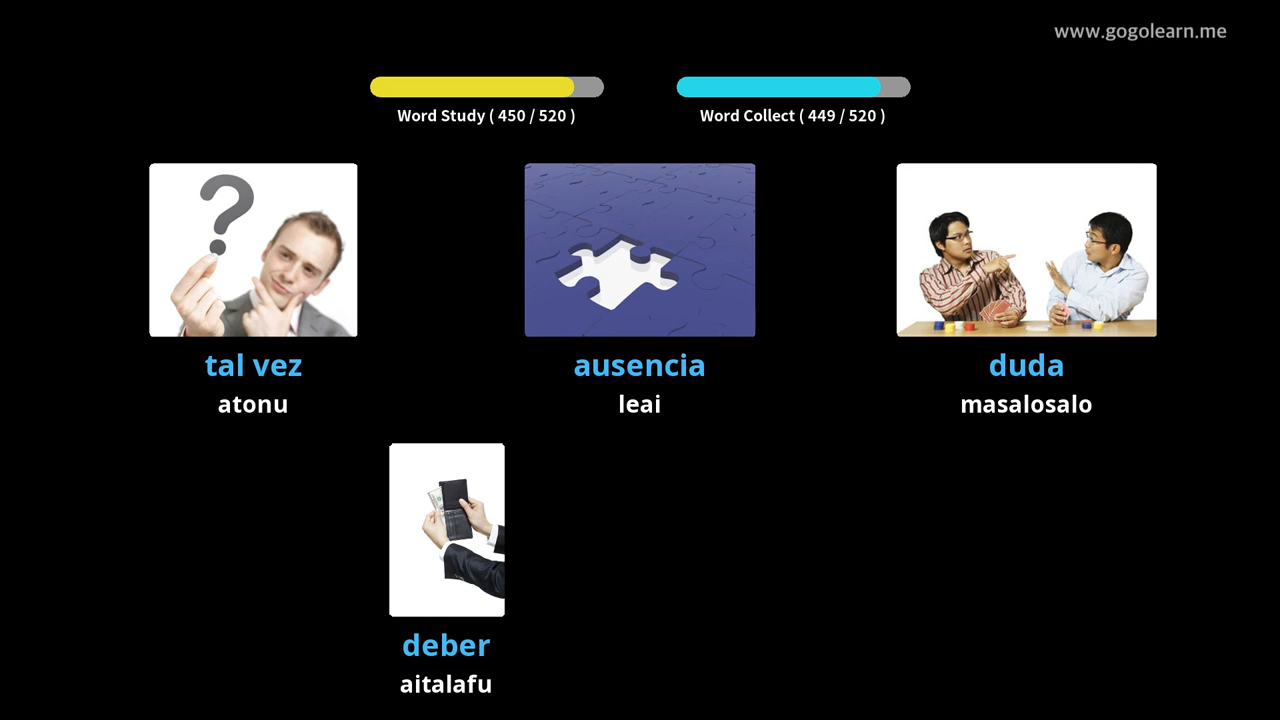 www.gogolearn.me
Word Study ( 450 / 520 )
Word Collect ( 449 / 520 )
tal vez
atonu
ausencia
leai
duda
masalosalo
deber
aitalafu